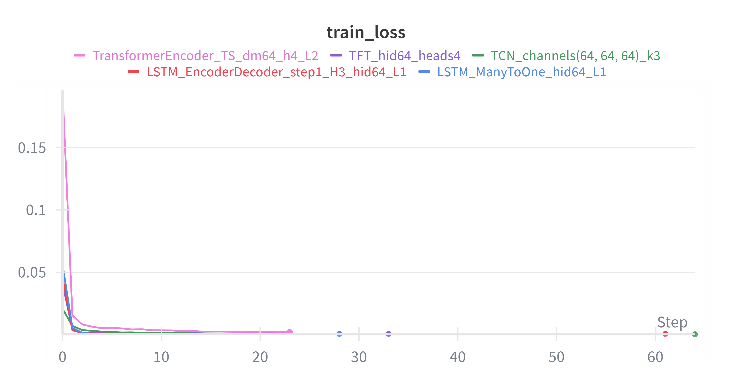 train_loss
TransformerEncoder_TS_dm64_h4_L2 TFT_hid64_heads4 TCN_channels(64, 64, 64)_k3
LSTM_EncoderDecoder_step1_H3_hid64_L1 LSTM_ManyToOne_hid64_L1
0.15
0.1
0.05
Step
0 10 20 30 40 50 60